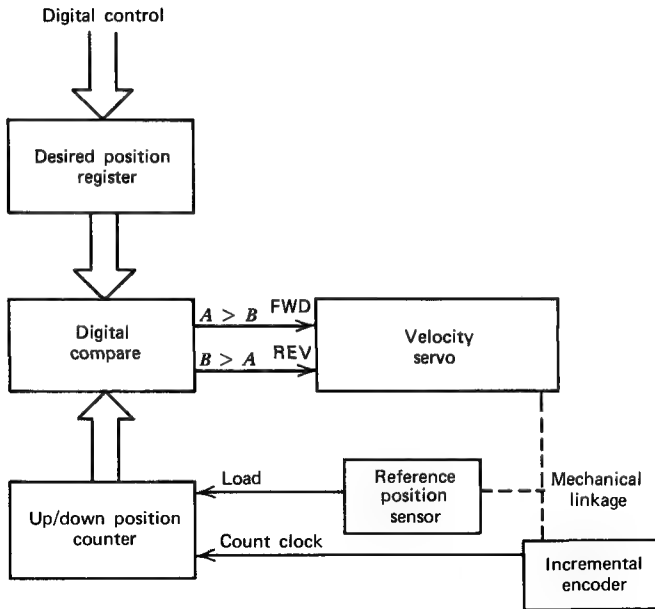 Digital control
Desired position
register
Digital
compare
A > B FWD
B > A REV
Velocity
servo
Load
Reference
position
sensor
Mechanical
linkage
Up/down position
counter
Count clock
Incremental
encoder